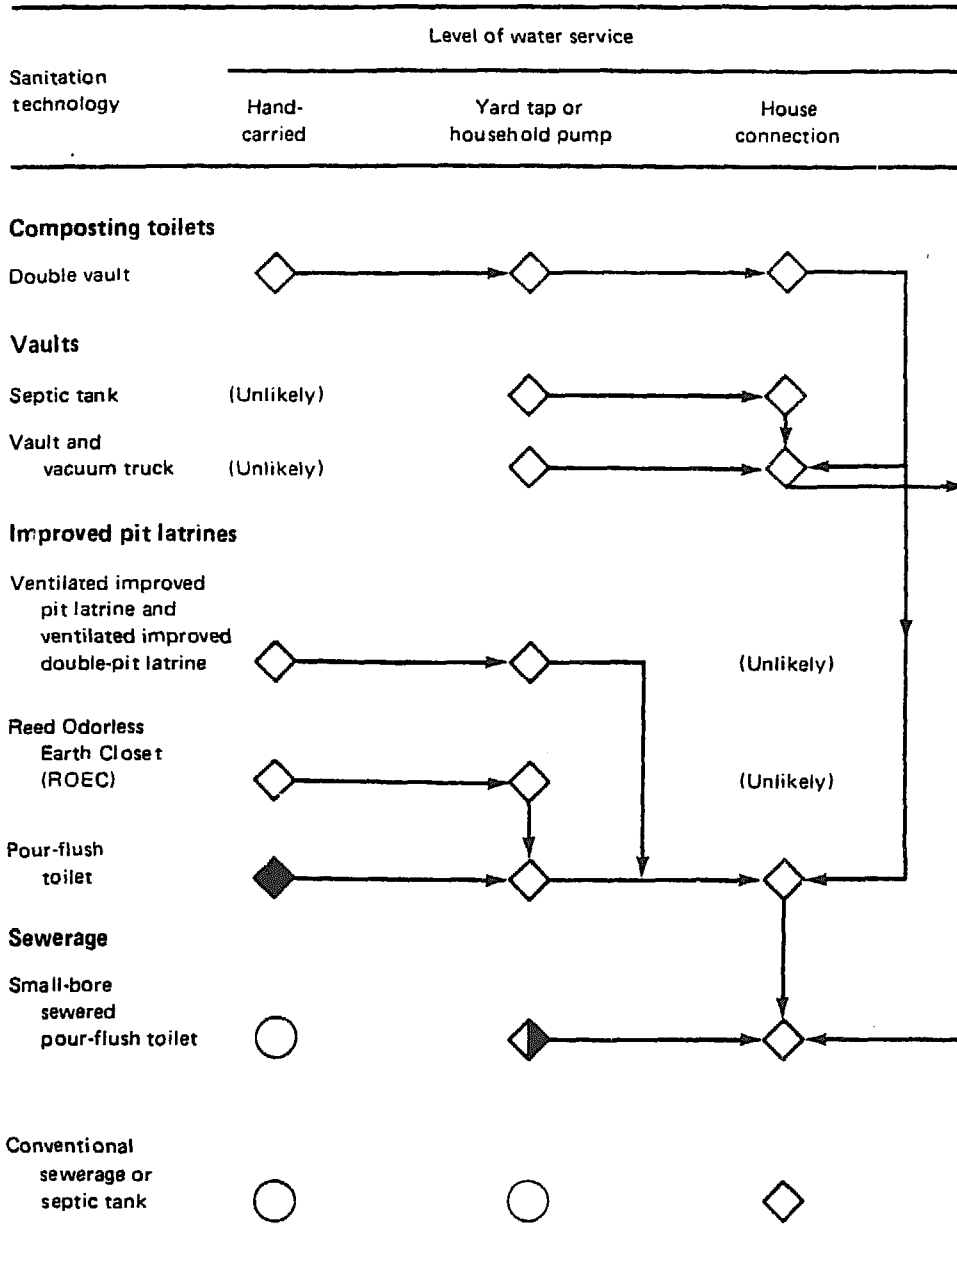 Level of water service
Sanitation
technology
Hand-
carried
Yard tap or
household pump
House
connection
Composting toilets
Double vault
Vaults
Septic tank (Unlikely)
Vault and
vacuum truck (Unlikely)
Improved pit latrines
Ventilated improved
pit latrine and
ventilated improved
double-pit latrine (Unlikely)
Reed Odorless
Earth Closet
(ROEC) (Unlikely)
Pour-flush
toilet
Sewerage
Small-bore
sewered
pour-flush toilet
Conventional
sewerage or
septic tank